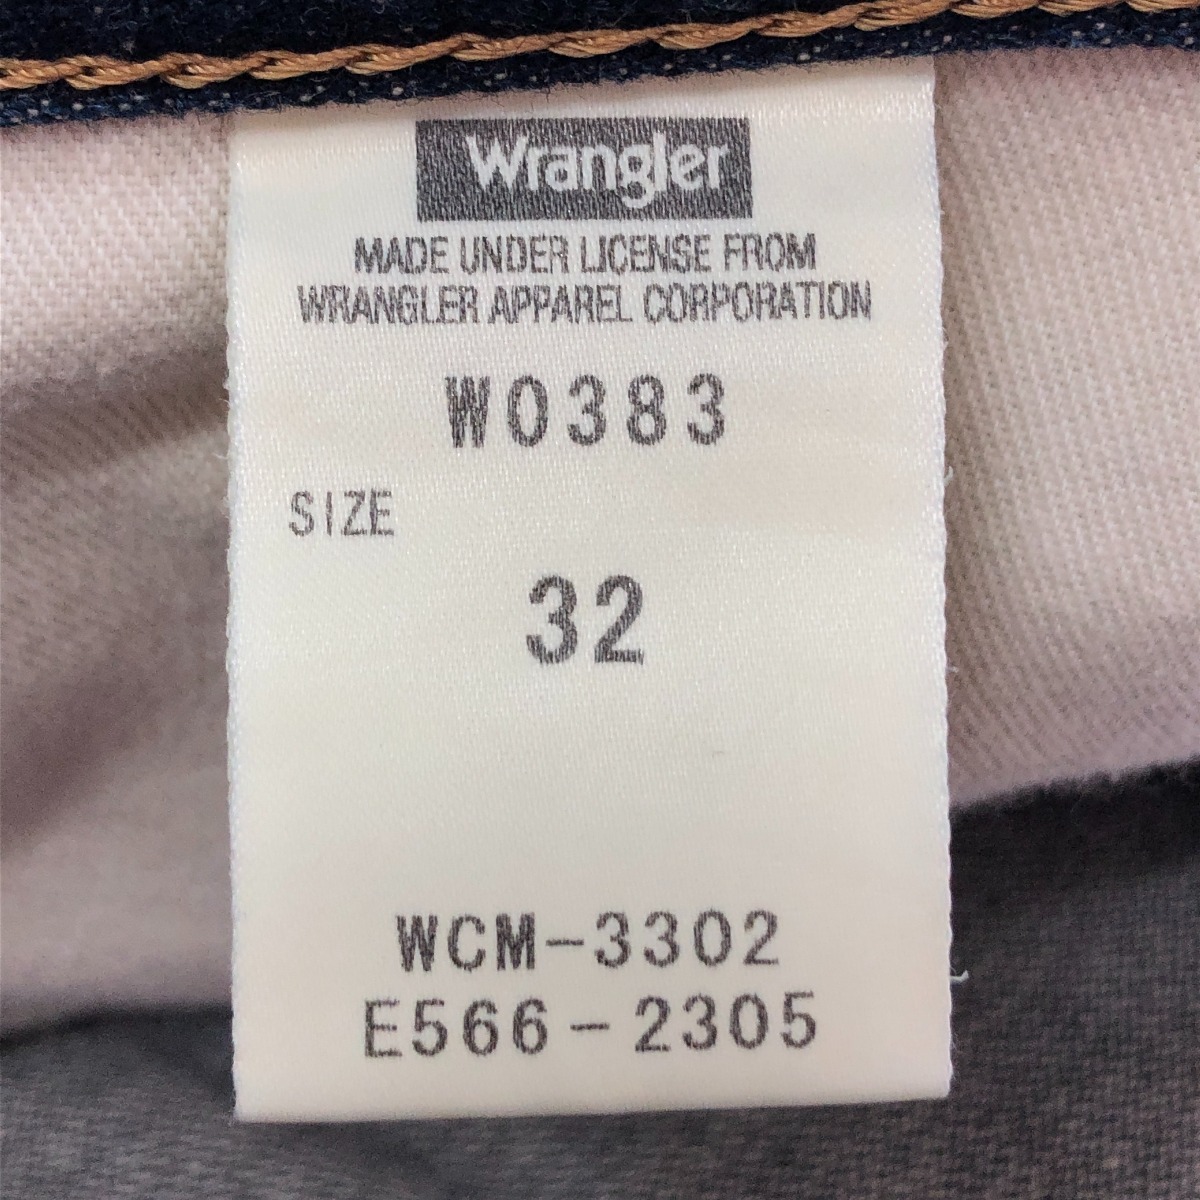 Wrangler
MADE UNDER LICENSE FROM
WRANGLER APPAREL CORPORATION
W0383
SIZE
32
WCM-3302
E566-2305